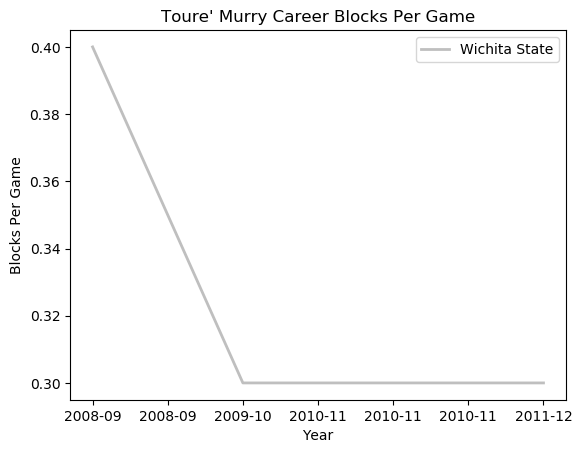 Toure' Murry Career Blocks Per Game
Wichita State
0.40
0.38
0.36
0.34
0.32
0.30
Blocks Per Game
2008-09 2008-09 2009-10 2010-11 2010-11 2010-11 2011-12
Year